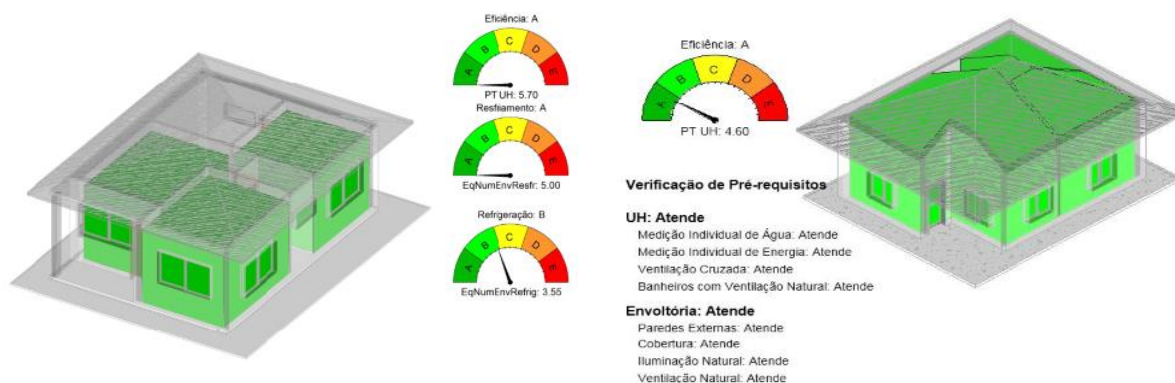 Eficiência: A
A B C D E
PT UH: 5.70
Resfriamento: A
A B C D E
EqNumEnvResfr: 5.00
Refrigeração: B
A B C D E
EqNumEnvRefrig: 3.55
Eficiência: A
A B C D E
PT UH: 4.60
Verificação de Pré-requisitos
UH: Atende
Medição Individual de Água: Atende
Medição Individual de Energia: Atende
Ventilação Cruzada: Atende
Banheiros com Ventilação Natural: Atende
Envoltória: Atende
Paredes Externas: Atende
Cobertura: Atende
Iluminação Natural: Atende
Ventilação Natural: Atende